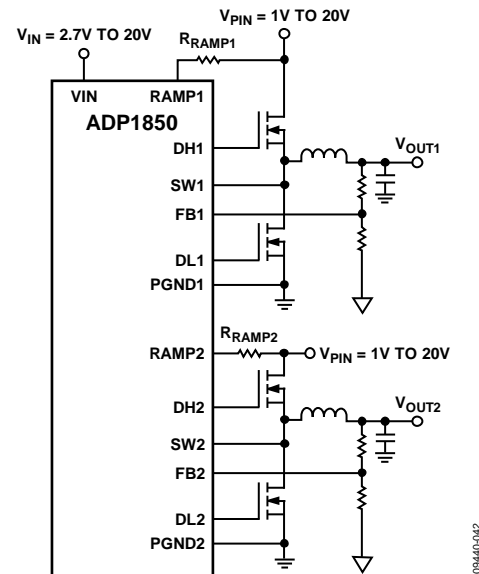 V_PIN = 1V TO 20V
V_IN = 2.7V TO 20V
R_RAMP1
VIN
RAMP1
ADP1850
DH1
V_OUT1
SW1
FB1
DL1
PGND1
R_RAMP2
RAMP2
V_PIN = 1V TO 20V
DH2
V_OUT2
SW2
FB2
DL2
PGND2
09440-042